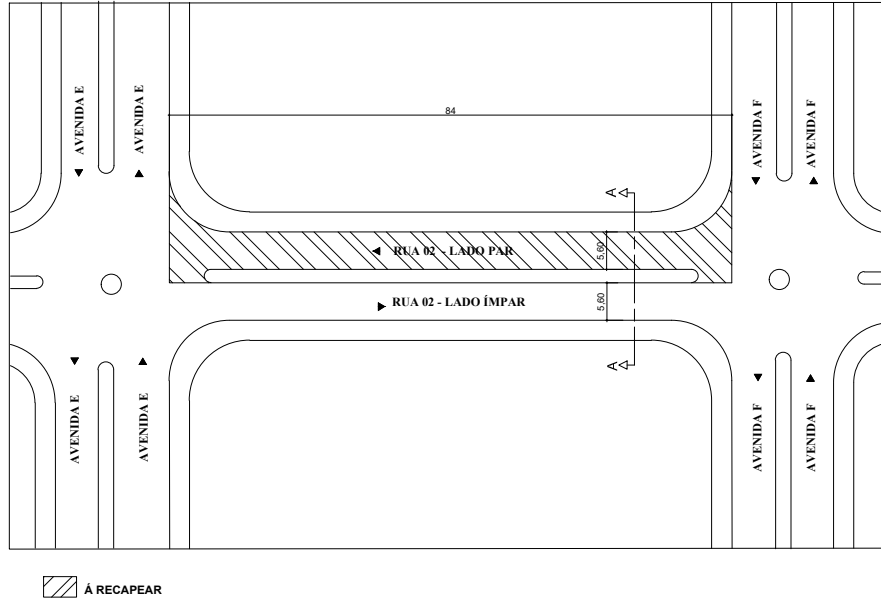 AVENIDA E
AVENIDA E
AVENIDA F
AVENIDA F
84
A
RUA 02 - LADO PAR
5,60
RUA 02 - LADO ÍMPAR
5,60
A
AVENIDA E
AVENIDA E
AVENIDA F
AVENIDA F
Á RECAPEAR